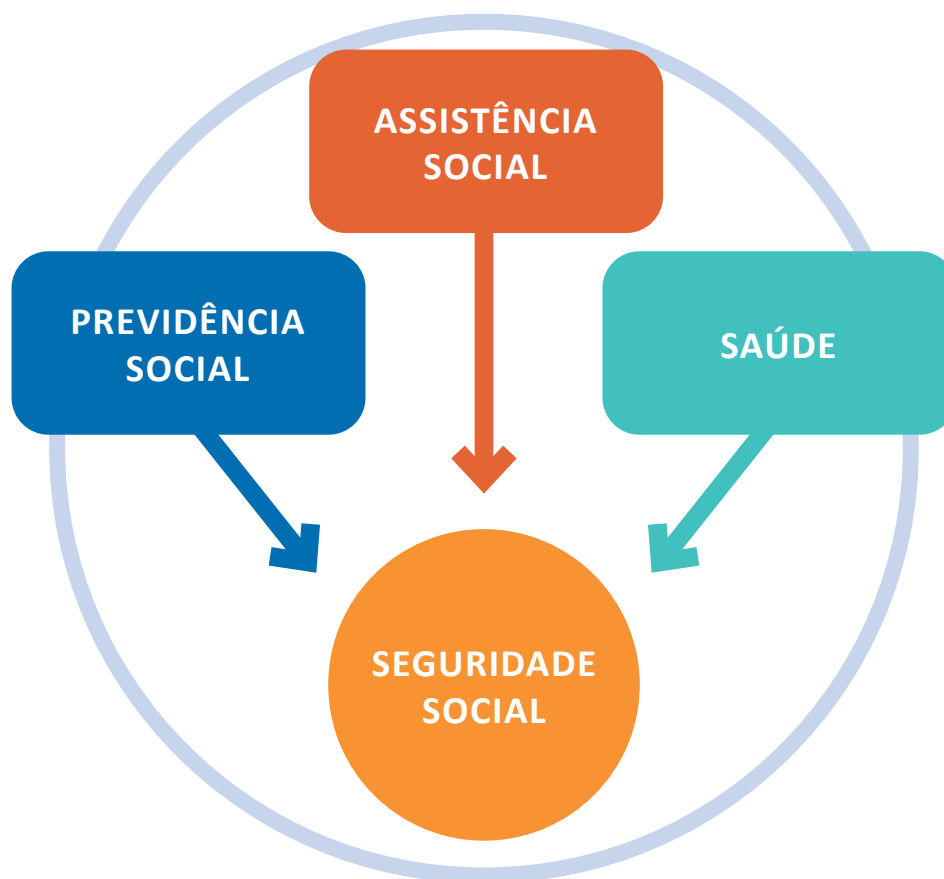 ASSISTÊNCIA
SOCIAL
PREVIDÊNCIA
SOCIAL
SAÚDE
SEGURIDADE
SOCIAL